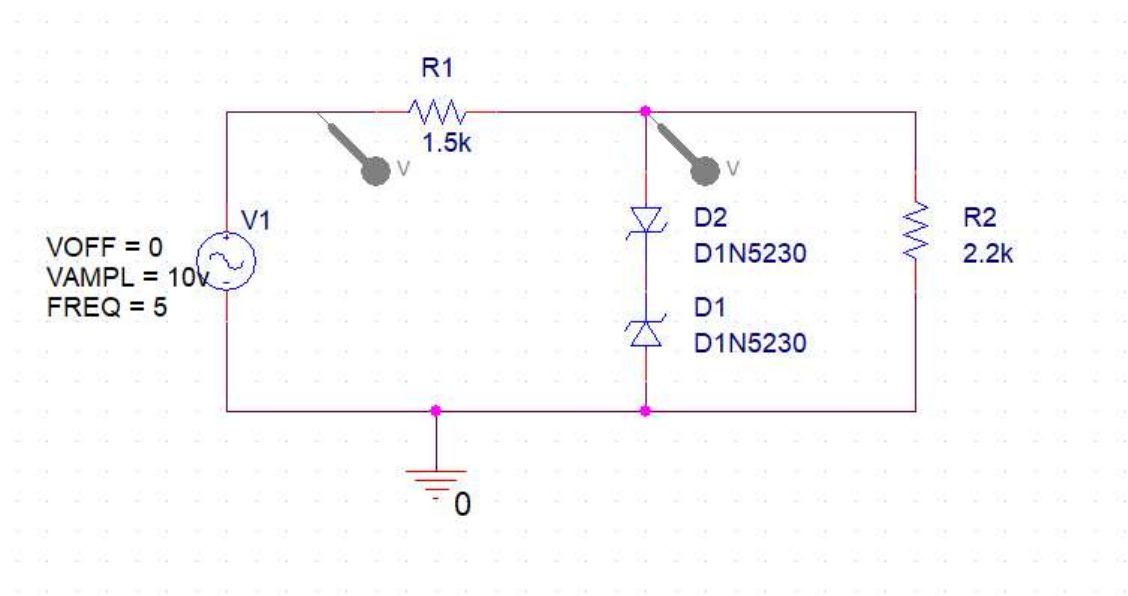 R1
1.5k
V
V
V1
VOFF = 0
VAMPL = 10v
FREQ = 5
D2
D1N5230
R2
2.2k
D1
D1N5230
0